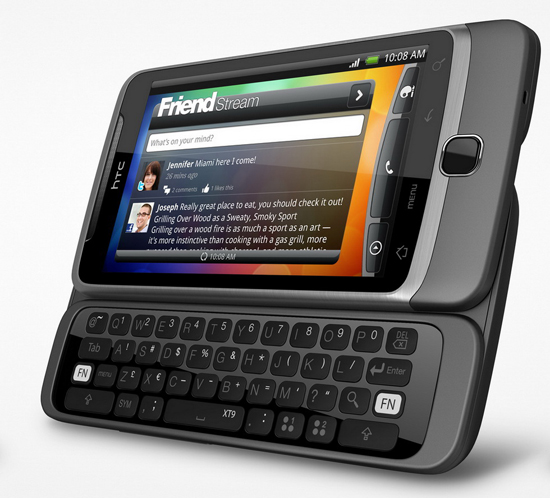 10:08 AM
Friend Stream
What's on your mind?
Jennifer Miami here I come!
26 mins ago
2 comments 1 likes this
Joseph Really great place to eat, you should check it out!
Grilling Over Wood as a Sweaty, Smoky Sport
Grilling over a wood fire is as much a sport as an art —
it's more instinctive than cooking with a gas grill, more
10:08 AM
hTC
MENU
@ ~ Q 1 W 2 E 3 R 4 T 5 Y 6 U 7 I 8 O 9 P 0 DEL
Tab A ! S # D $ F % G & H * J ( K ) L / Enter
FN menu Z £ X € C – V - B + N = M : ? " FN
SYM , ; XT9 . :